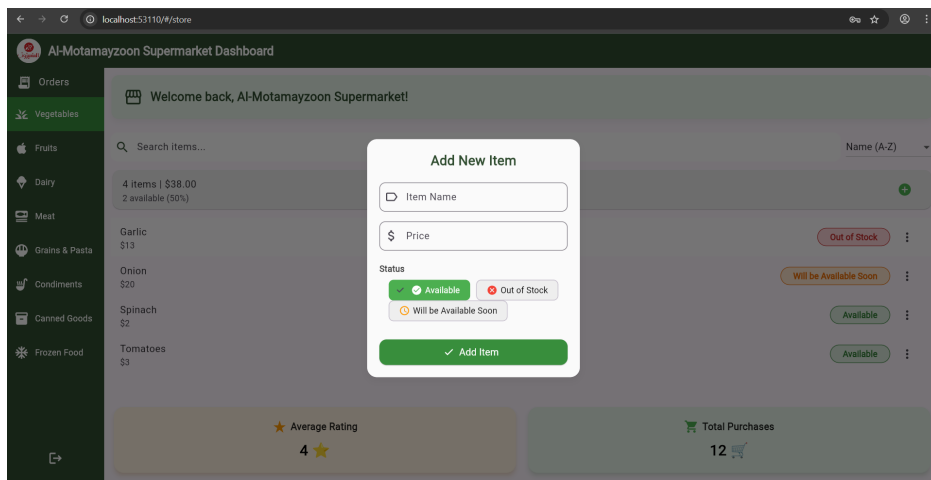 localhost:53110/#/store
Al-Motamayzoon Supermarket Dashboard
Orders
Vegetables
Fruits
Dairy
Meat
Grains & Pasta
Condiments
Canned Goods
Frozen Food
Welcome back, Al-Motamayzoon Supermarket!
Search items...
Name (A-Z)
4 items | $38.00
2 available (50%)
Garlic
$13
Out of Stock
Onion
$20
Will be Available Soon
Spinach
$2
Available
Tomatoes
$3
Available
Add New Item
Item Name
$ Price
Status
Available
Out of Stock
Will be Available Soon
Add Item
Average Rating
4
Total Purchases
12